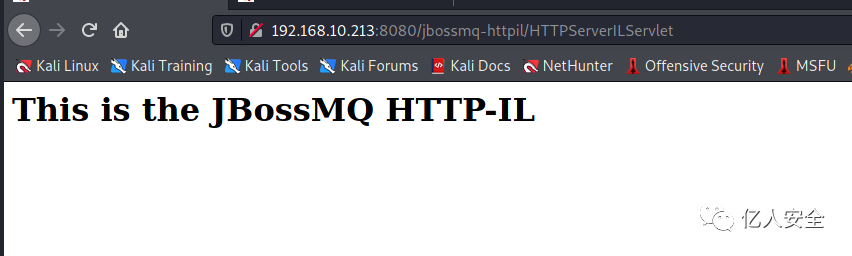 192.168.10.213:8080/jbossmq-httpil/HTTPServerILServlet
Kali Linux Kali Training Kali Tools Kali Forums Kali Docs NetHunter Offensive Security MSFU
This is the JBossMQ HTTP-IL
亿人安全